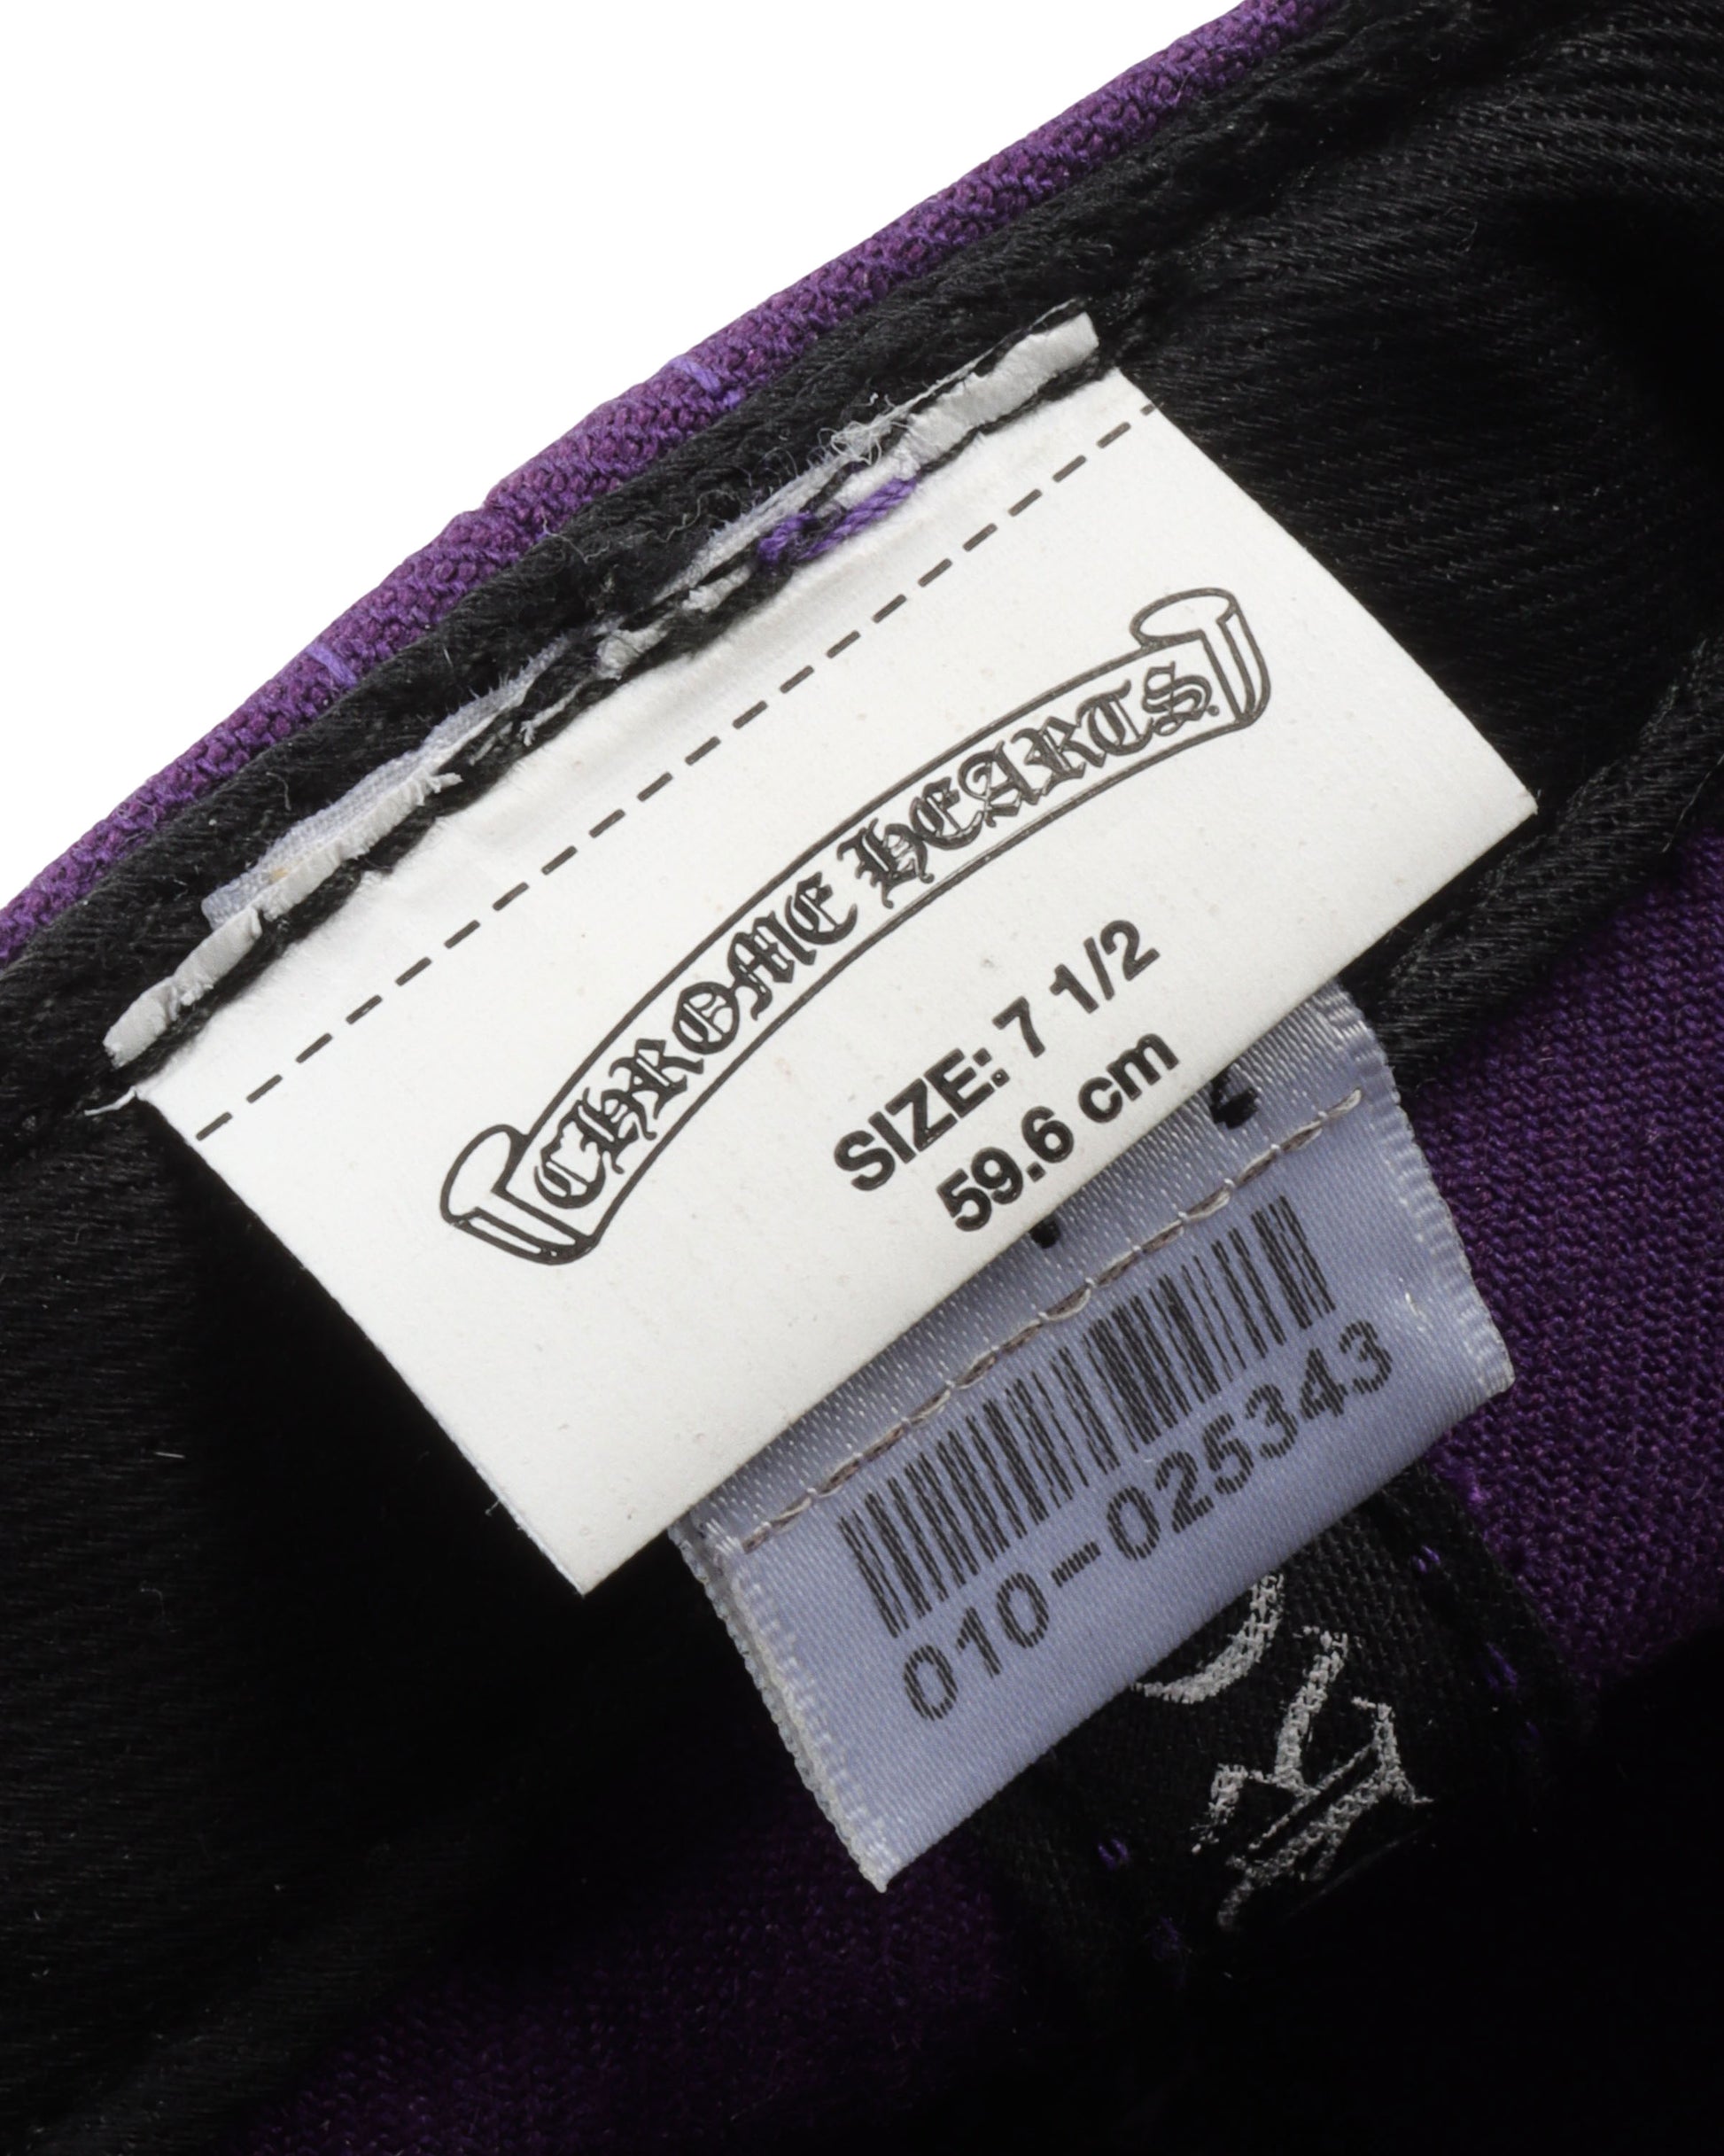 CHROME HEARTS
SIZE: 7 1/2
59.6 cm
010-025343